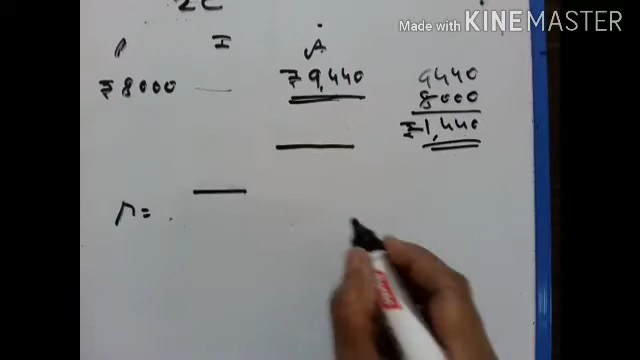 Made with KINEMASTER
P I A
₹8000 — ₹9,440
9440
8000
₹1,440
r = .